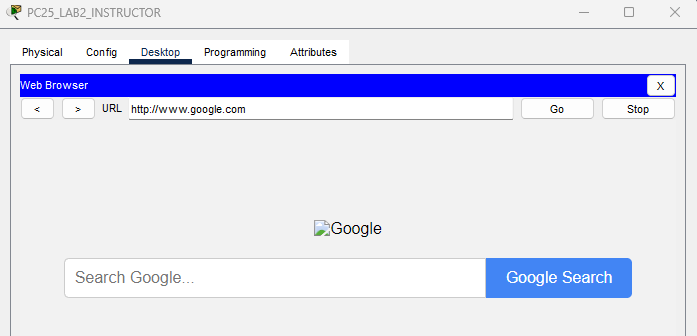 PC25_LAB2_INSTRUCTOR
Physical Config Desktop Programming Attributes
Web Browser X
< > URL http://www.google.com Go Stop
Google
Search Google... Google Search